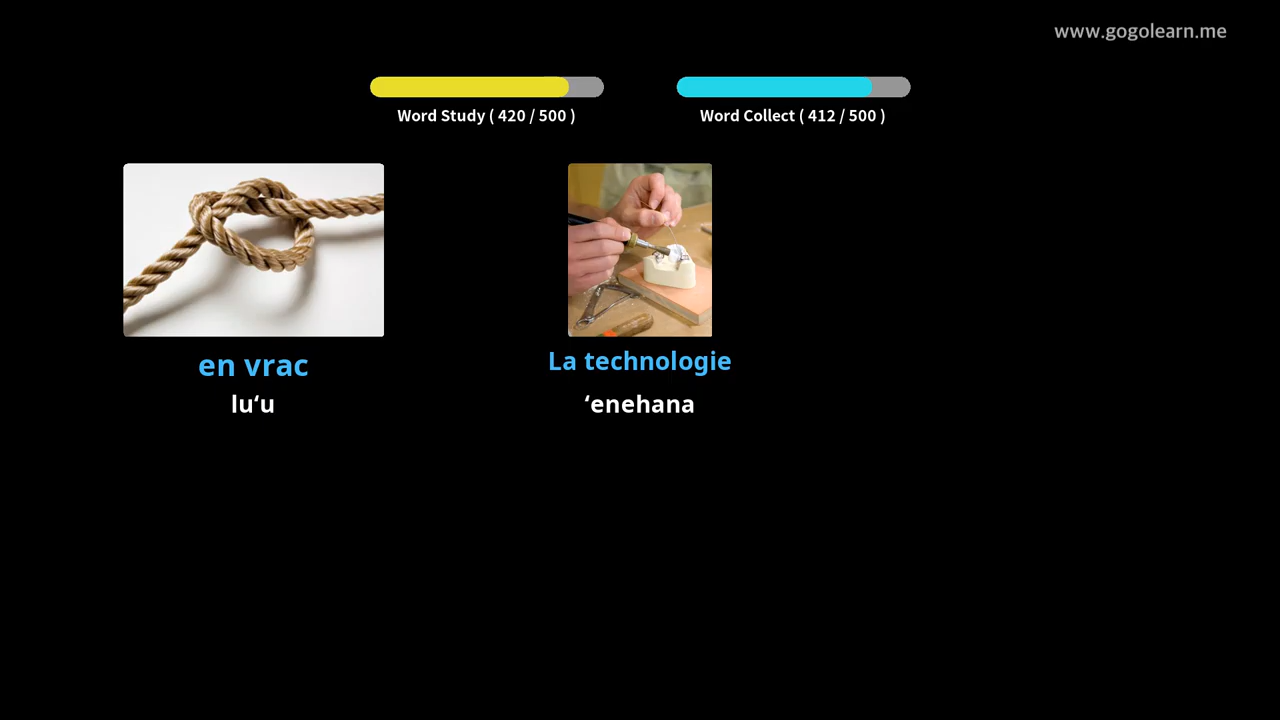 www.gogolearn.me
Word Study ( 420 / 500 )
Word Collect ( 412 / 500 )
en vrac
luʻu
La technologie
ʻenehana